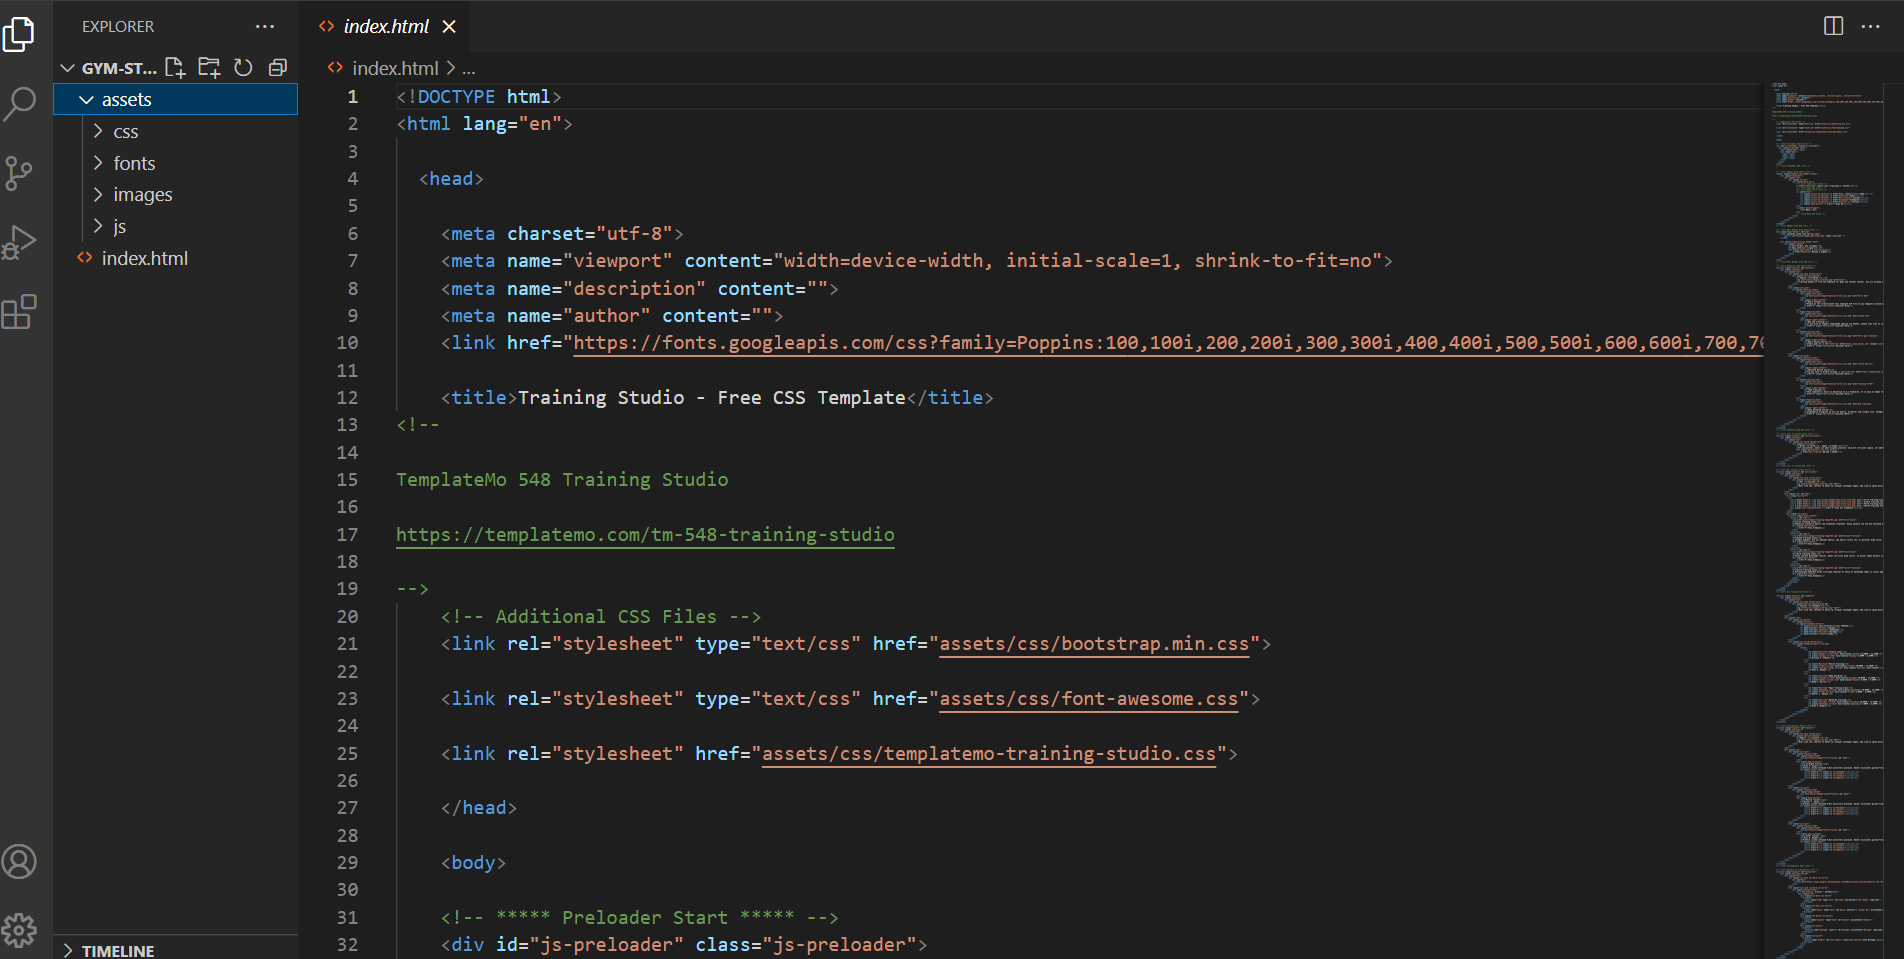 EXPLORER
GYM-ST...
assets
css
fonts
images
js
index.html
TIMELINE
index.html
index.html > ...
1 <!DOCTYPE html>
2 <html lang="en">
3
4 <head>
5
6 <meta charset="utf-8">
7 <meta name="viewport" content="width=device-width, initial-scale=1, shrink-to-fit=no">
8 <meta name="description" content="">
9 <meta name="author" content="">
10 <link href="https://fonts.googleapis.com/css?family=Poppins:100,100i,200,200i,300,300i,400,400i,500,500i,600,600i,700,70
11
12 <title>Training Studio - Free CSS Template</title>
13 <!--
14
15 TemplateMo 548 Training Studio
16
17 https://templatemo.com/tm-548-training-studio
18
19 -->
20 <!-- Additional CSS Files -->
21 <link rel="stylesheet" type="text/css" href="assets/css/bootstrap.min.css">
22
23 <link rel="stylesheet" type="text/css" href="assets/css/font-awesome.css">
24
25 <link rel="stylesheet" href="assets/css/templatemo-training-studio.css">
26
27 </head>
28
29 <body>
30
31 <!-- ***** Preloader Start ***** -->
32 <div id="js-preloader" class="js-preloader">